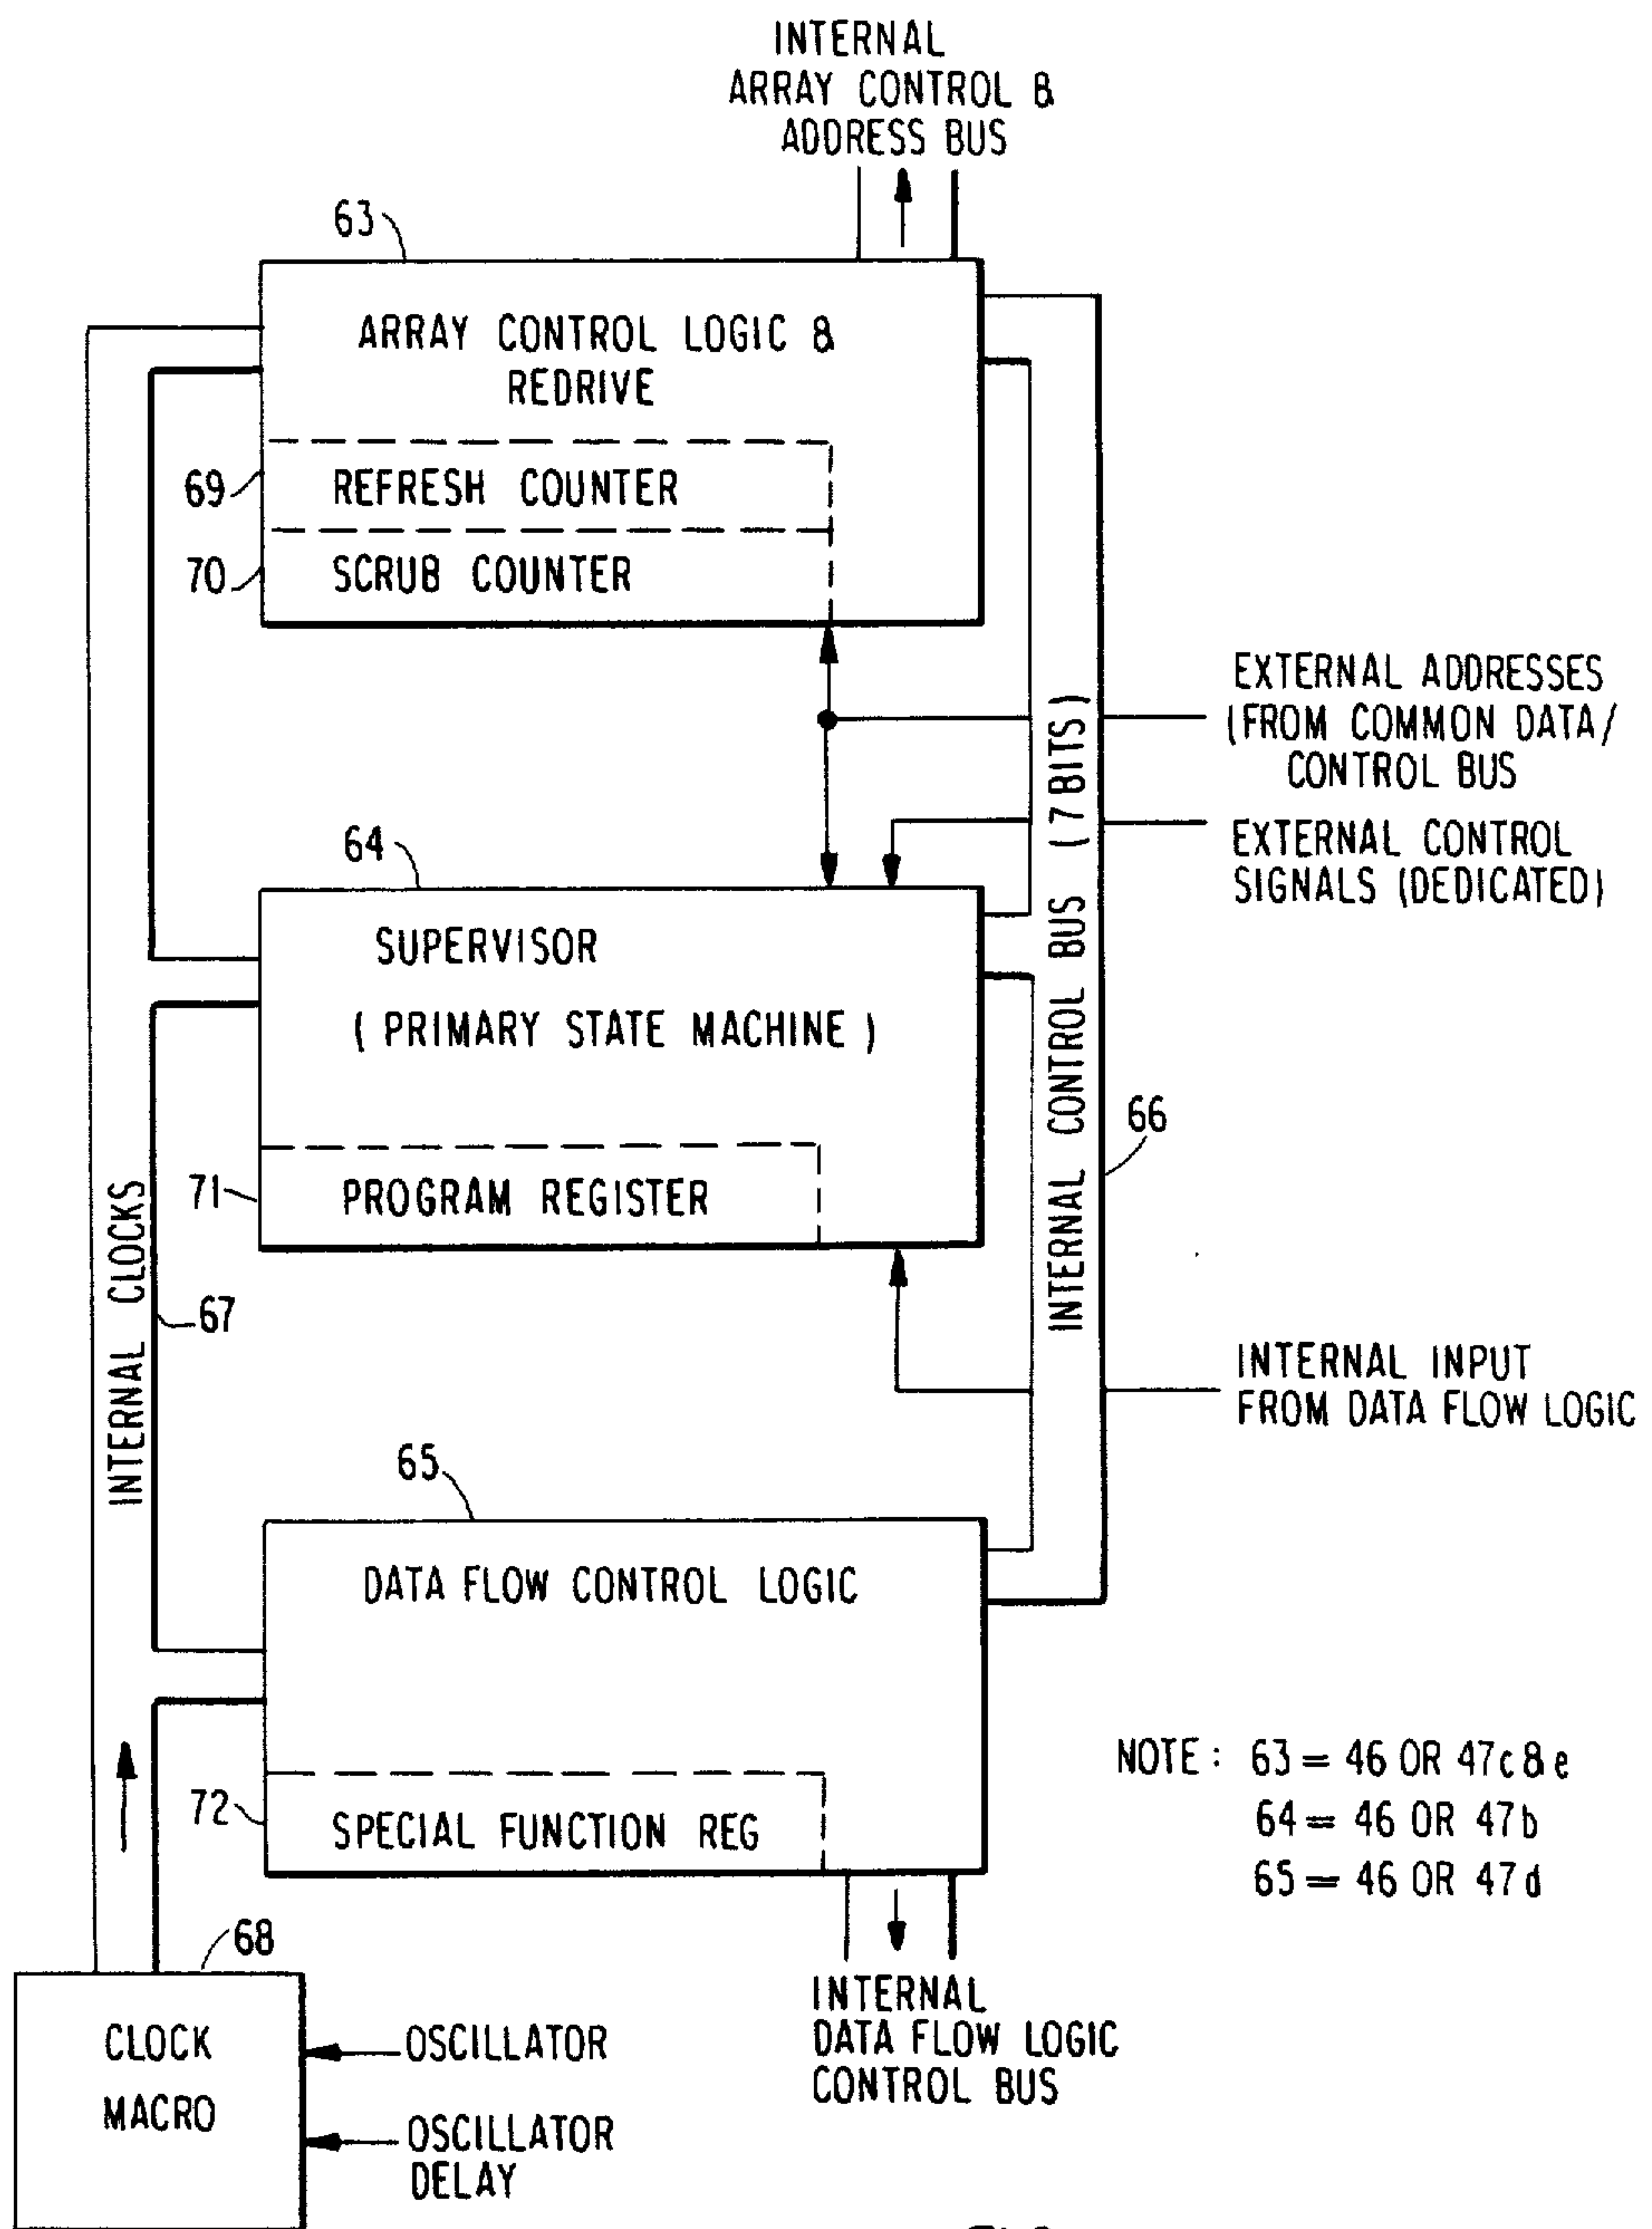 INTERNAL
ARRAY CONTROL &
ADDRESS BUS
63
ARRAY CONTROL LOGIC &
REDRIVE
69
REFRESH COUNTER
70
SCRUB COUNTER
EXTERNAL ADDRESSES
(FROM COMMON DATA/
CONTROL BUS
EXTERNAL CONTROL
SIGNALS (DEDICATED)
64
SUPERVISOR
( PRIMARY STATE MACHINE )
71
PROGRAM REGISTER
INTERNAL CONTROL BUS (7 BITS)
66
INTERNAL CLOCKS
67
INTERNAL INPUT
FROM DATA FLOW LOGIC
65
DATA FLOW CONTROL LOGIC
72
SPECIAL FUNCTION REG
NOTE: 63 = 46 OR 47c & e
64 = 46 OR 47b
65 = 46 OR 47d
68
CLOCK
MACRO
OSCILLATOR
OSCILLATOR
DELAY
INTERNAL
DATA FLOW LOGIC
CONTROL BUS